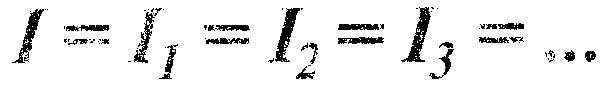 I = I₁ = I₂ = I₃ = ...